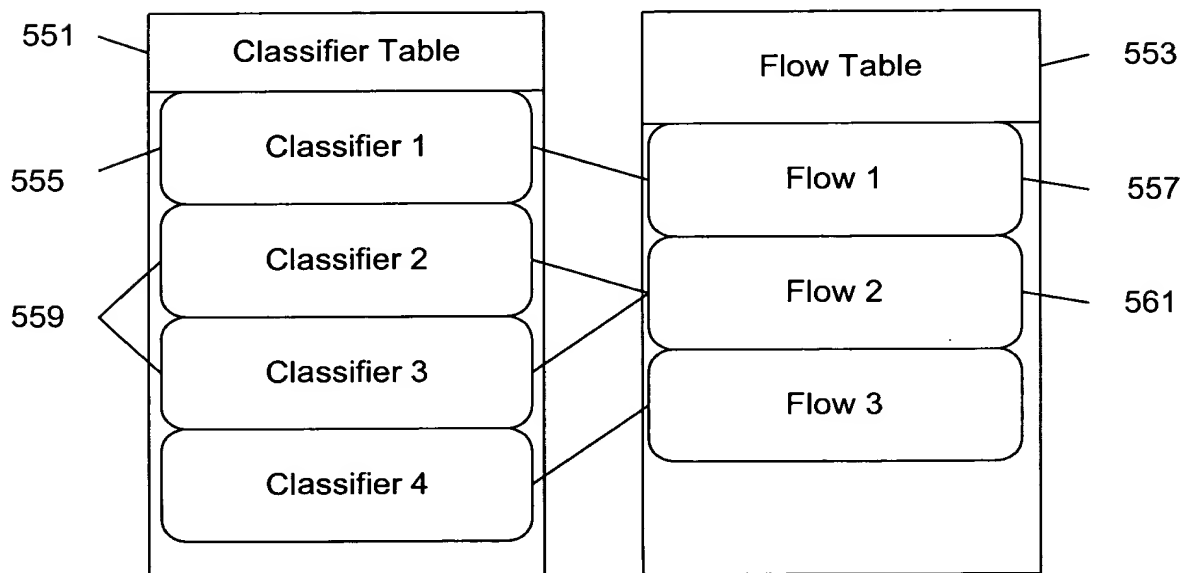 551
Classifier Table
Flow Table
553
Classifier 1
555
Flow 1
557
Classifier 2
559
Flow 2
561
Classifier 3
Flow 3
Classifier 4